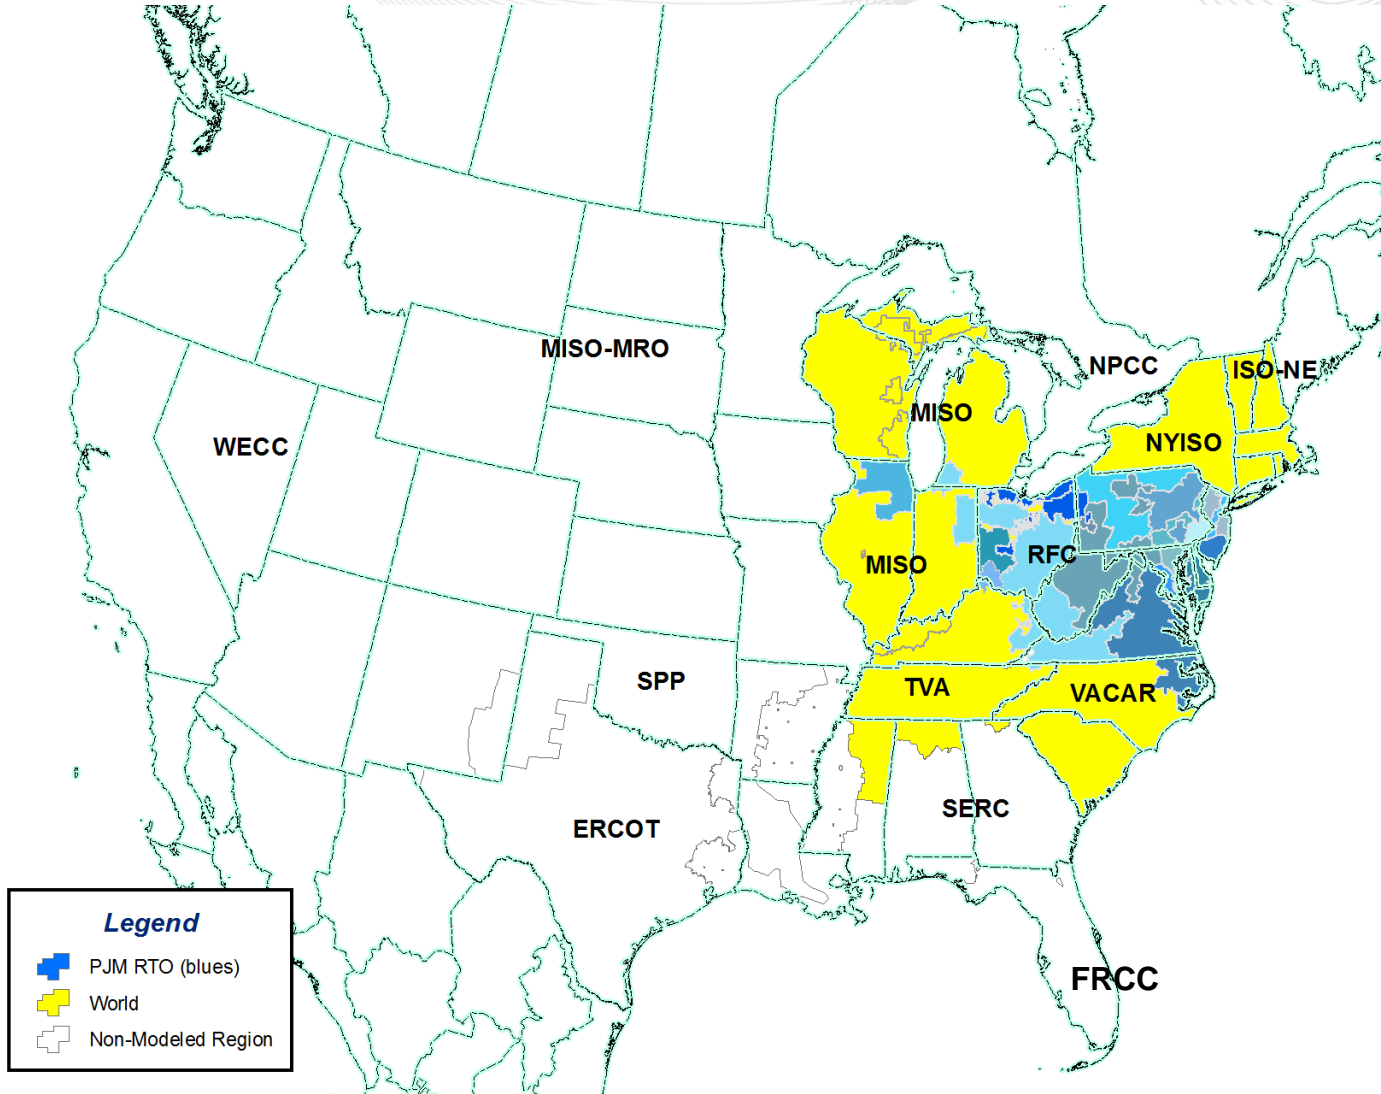 MISO-MRO
NPCC
ISO-NE
MISO
WECC
NYISO
RFC
MISO
SPP
TVA
VACAR
SERC
ERCOT
FRCC
Legend
PJM RTO (blues)
World
Non-Modeled Region